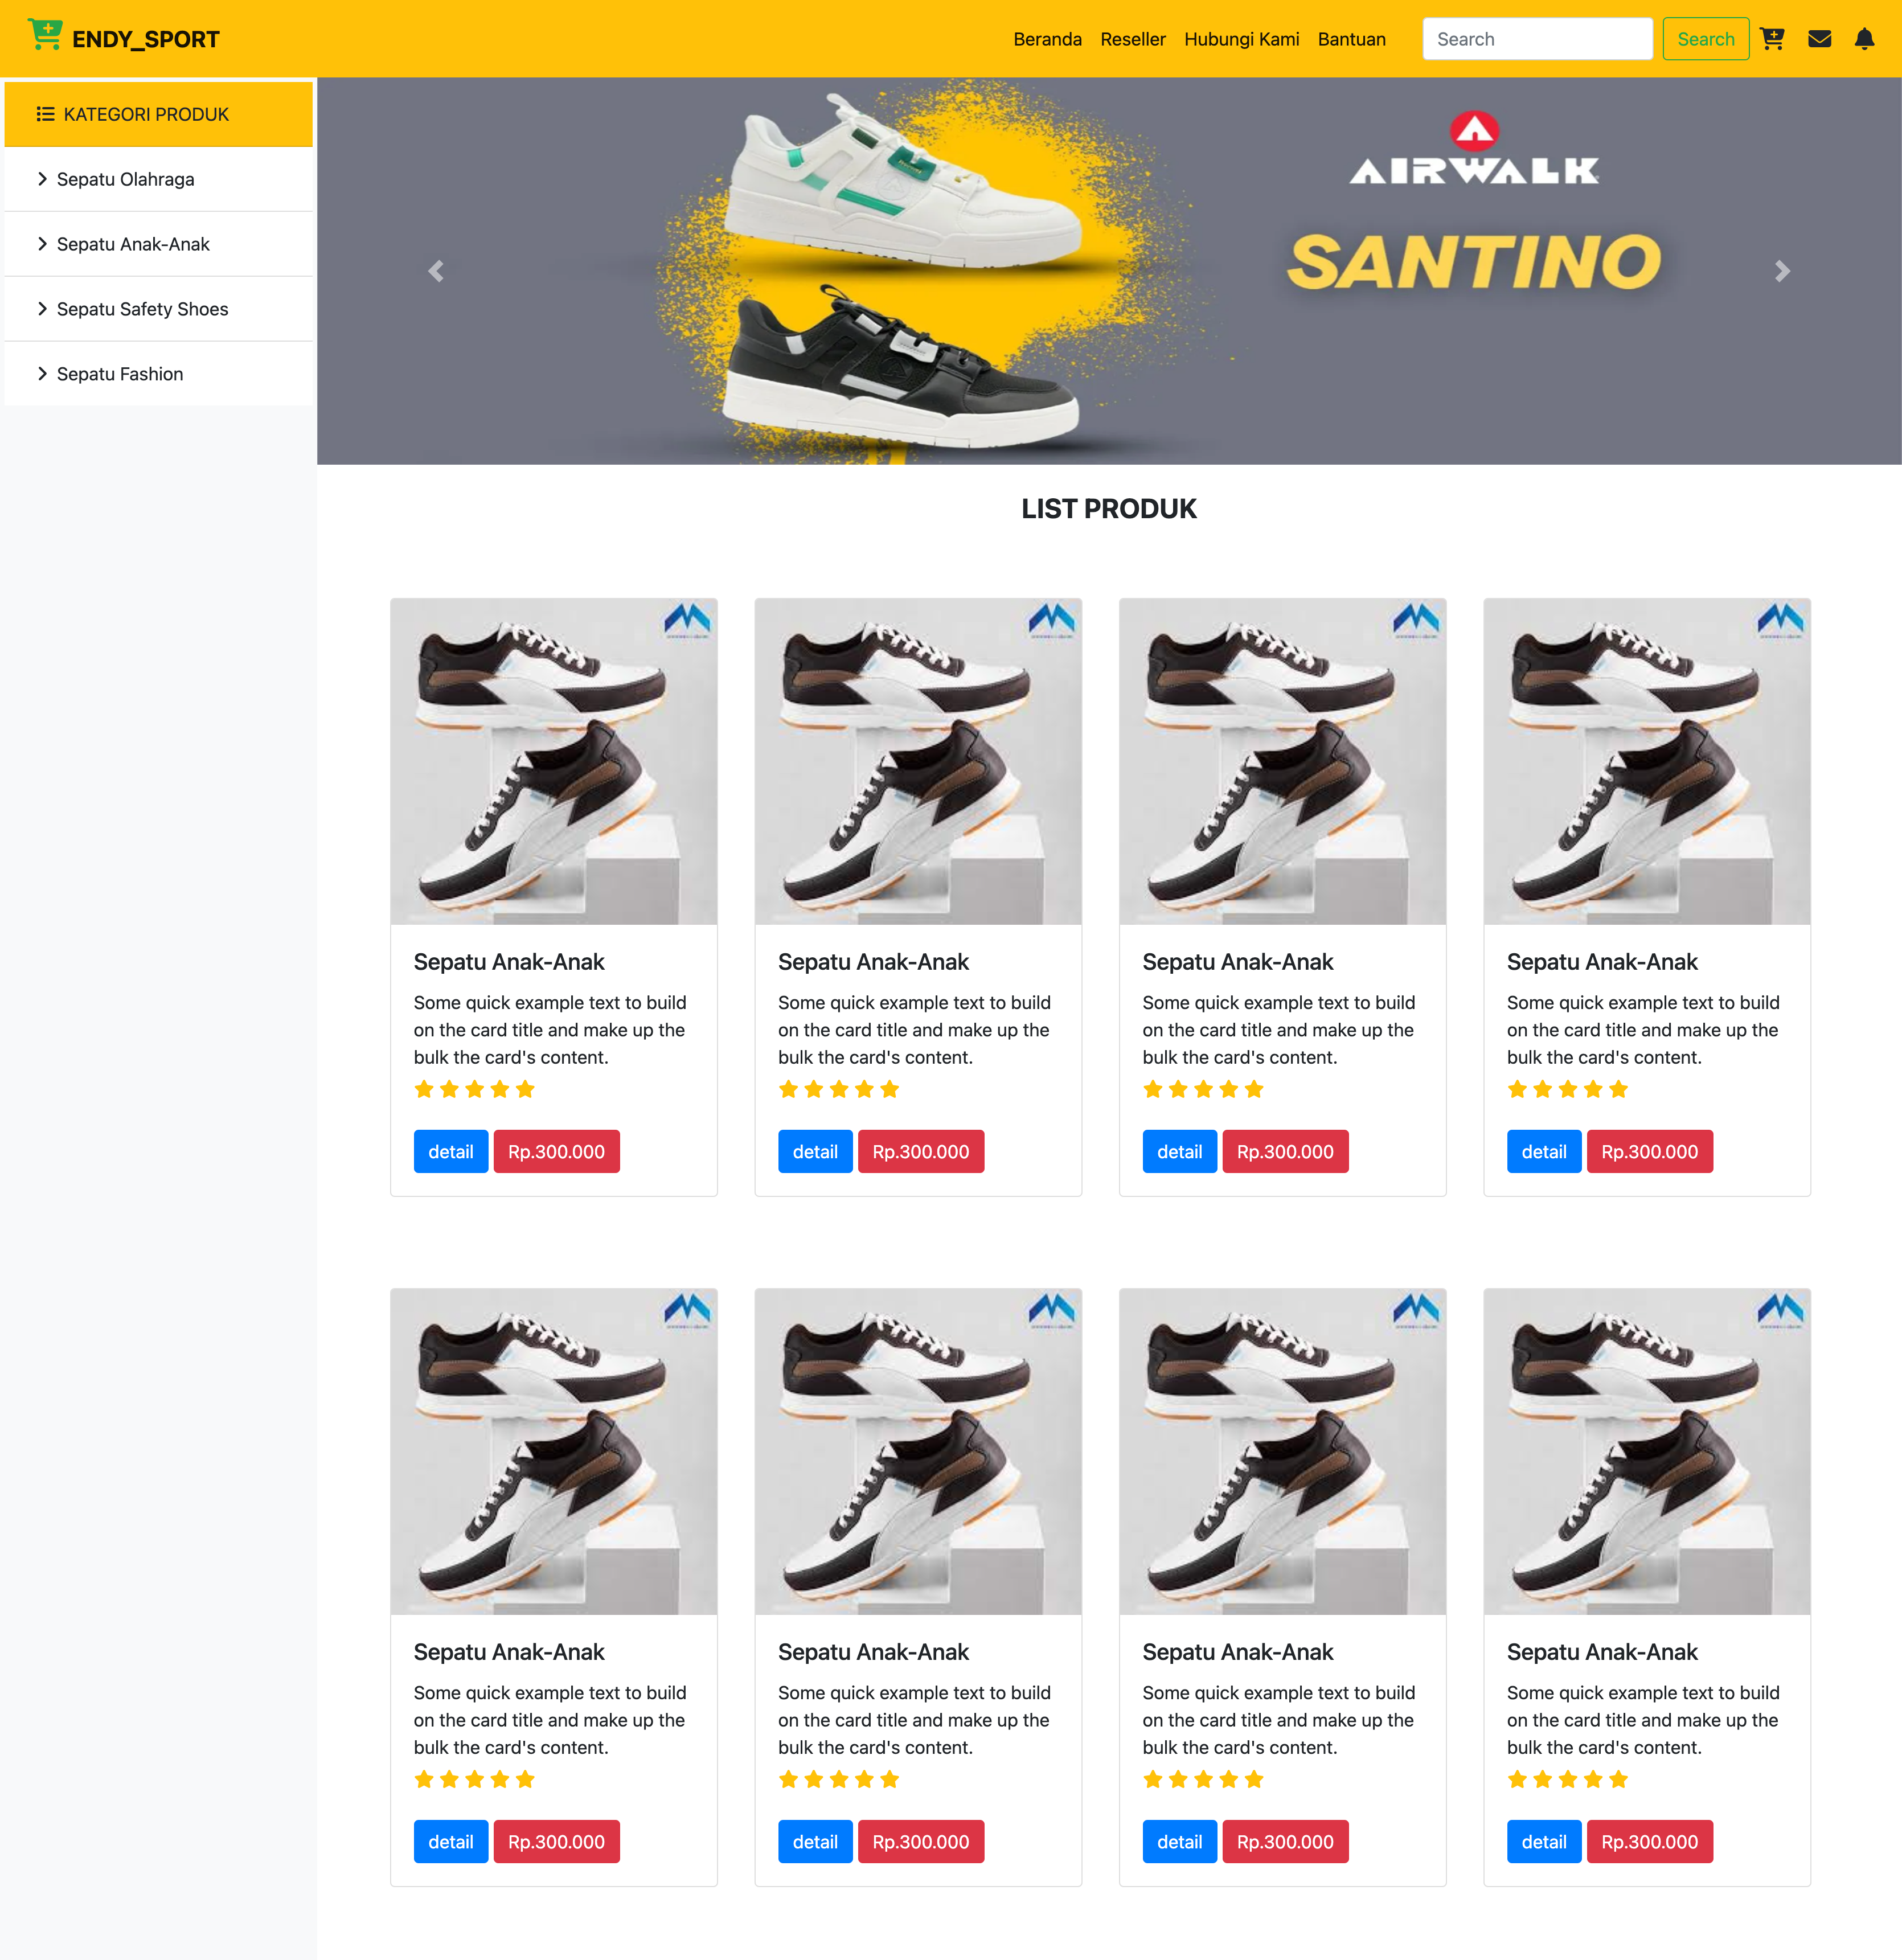 ENDY_SPORT
Beranda Reseller Hubungi Kami Bantuan Search Search
KATEGORI PRODUK
Sepatu Olahraga
Sepatu Anak-Anak
Sepatu Safety Shoes
Sepatu Fashion
AIRWALK
SANTINO
LIST PRODUK
Sepatu Anak-Anak
Some quick example text to build
on the card title and make up the
bulk the card's content.
detail Rp.300.000
Sepatu Anak-Anak
Some quick example text to build
on the card title and make up the
bulk the card's content.
detail Rp.300.000
Sepatu Anak-Anak
Some quick example text to build
on the card title and make up the
bulk the card's content.
detail Rp.300.000
Sepatu Anak-Anak
Some quick example text to build
on the card title and make up the
bulk the card's content.
detail Rp.300.000
Sepatu Anak-Anak
Some quick example text to build
on the card title and make up the
bulk the card's content.
detail Rp.300.000
Sepatu Anak-Anak
Some quick example text to build
on the card title and make up the
bulk the card's content.
detail Rp.300.000
Sepatu Anak-Anak
Some quick example text to build
on the card title and make up the
bulk the card's content.
detail Rp.300.000
Sepatu Anak-Anak
Some quick example text to build
on the card title and make up the
bulk the card's content.
detail Rp.300.000